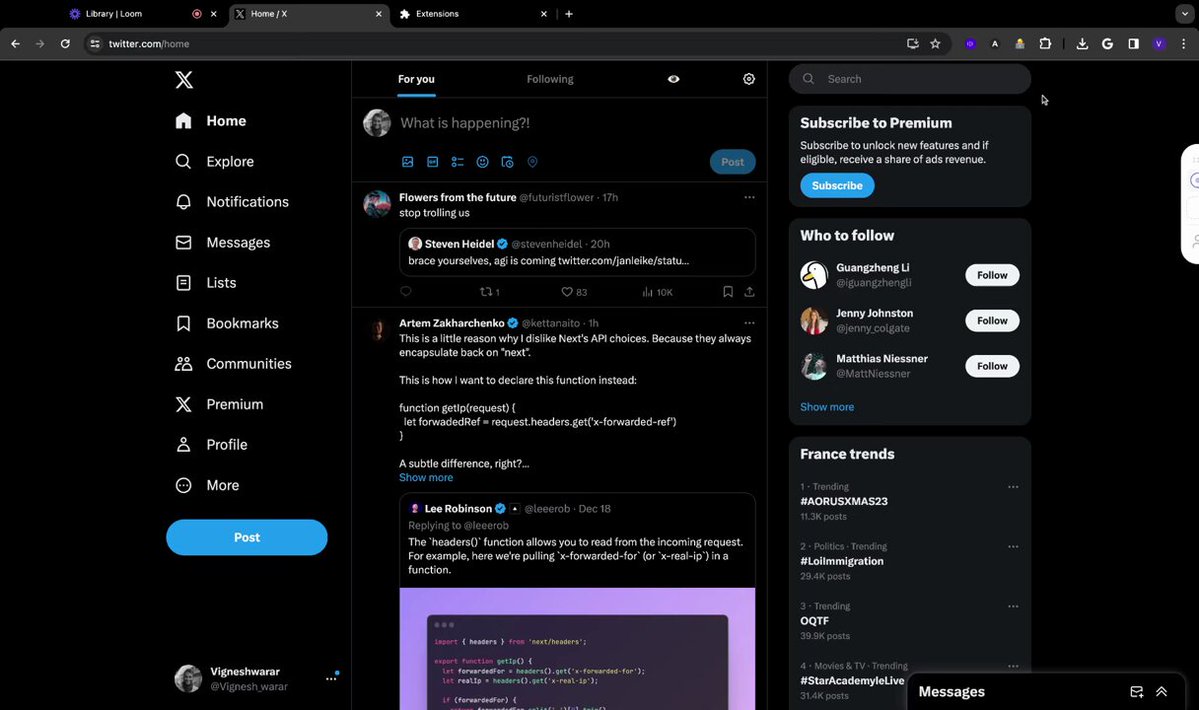 Library | Loom
Home / X
Extensions
twitter.com/home
A
V
Home
Explore
Notifications
Messages
Lists
Bookmarks
Communities
Premium
Profile
More
Post
Vigneshwarar
@Vignesh_warar
For you
Following
What is happening?!
Post
Flowers from the future @futuristflower · 17h
stop trolling us
Steven Heidel @stevenheidel · 20h
brace yourselves, agi is coming twitter.com/janleike/statu...
1
83
10K
Artem Zakharchenko @kettanaito · 1h
This is a little reason why I dislike Next's API choices. Because they always
encapsulate back on "next".
This is how I want to declare this function instead:
function getIp(request) {
let forwadedRef = request.headers.get('x-forwarded-ref')
}
A subtle difference, right?...
Show more
Lee Robinson @leeerob · Dec 18
Replying to @leeerob
The `headers()` function allows you to read from the incoming request.
For example, here we're pulling `x-forwarded-for` (or `x-real-ip`) in a
function.
import { headers } from 'next/headers';
export function getIp() {
let forwardedFor = headers().get('x-forwarded-for');
let realIp = headers().get('x-real-ip');
if (forwardedFor) {
Search
Subscribe to Premium
Subscribe to unlock new features and if
eligible, receive a share of ads revenue.
Subscribe
Who to follow
Guangzheng Li
@iguangzhengli
Follow
Jenny Johnston
@jenny_colgate
Follow
Matthias Niessner
@MattNiessner
Follow
Show more
France trends
1 · Trending
#AORUSXMAS23
11.3K posts
2 · Politics · Trending
#LoiImmigration
29.4K posts
3 · Trending
OQTF
39.9K posts
4 · Movies & TV · Trending
#StarAcademyleLive
31.4K posts
Messages